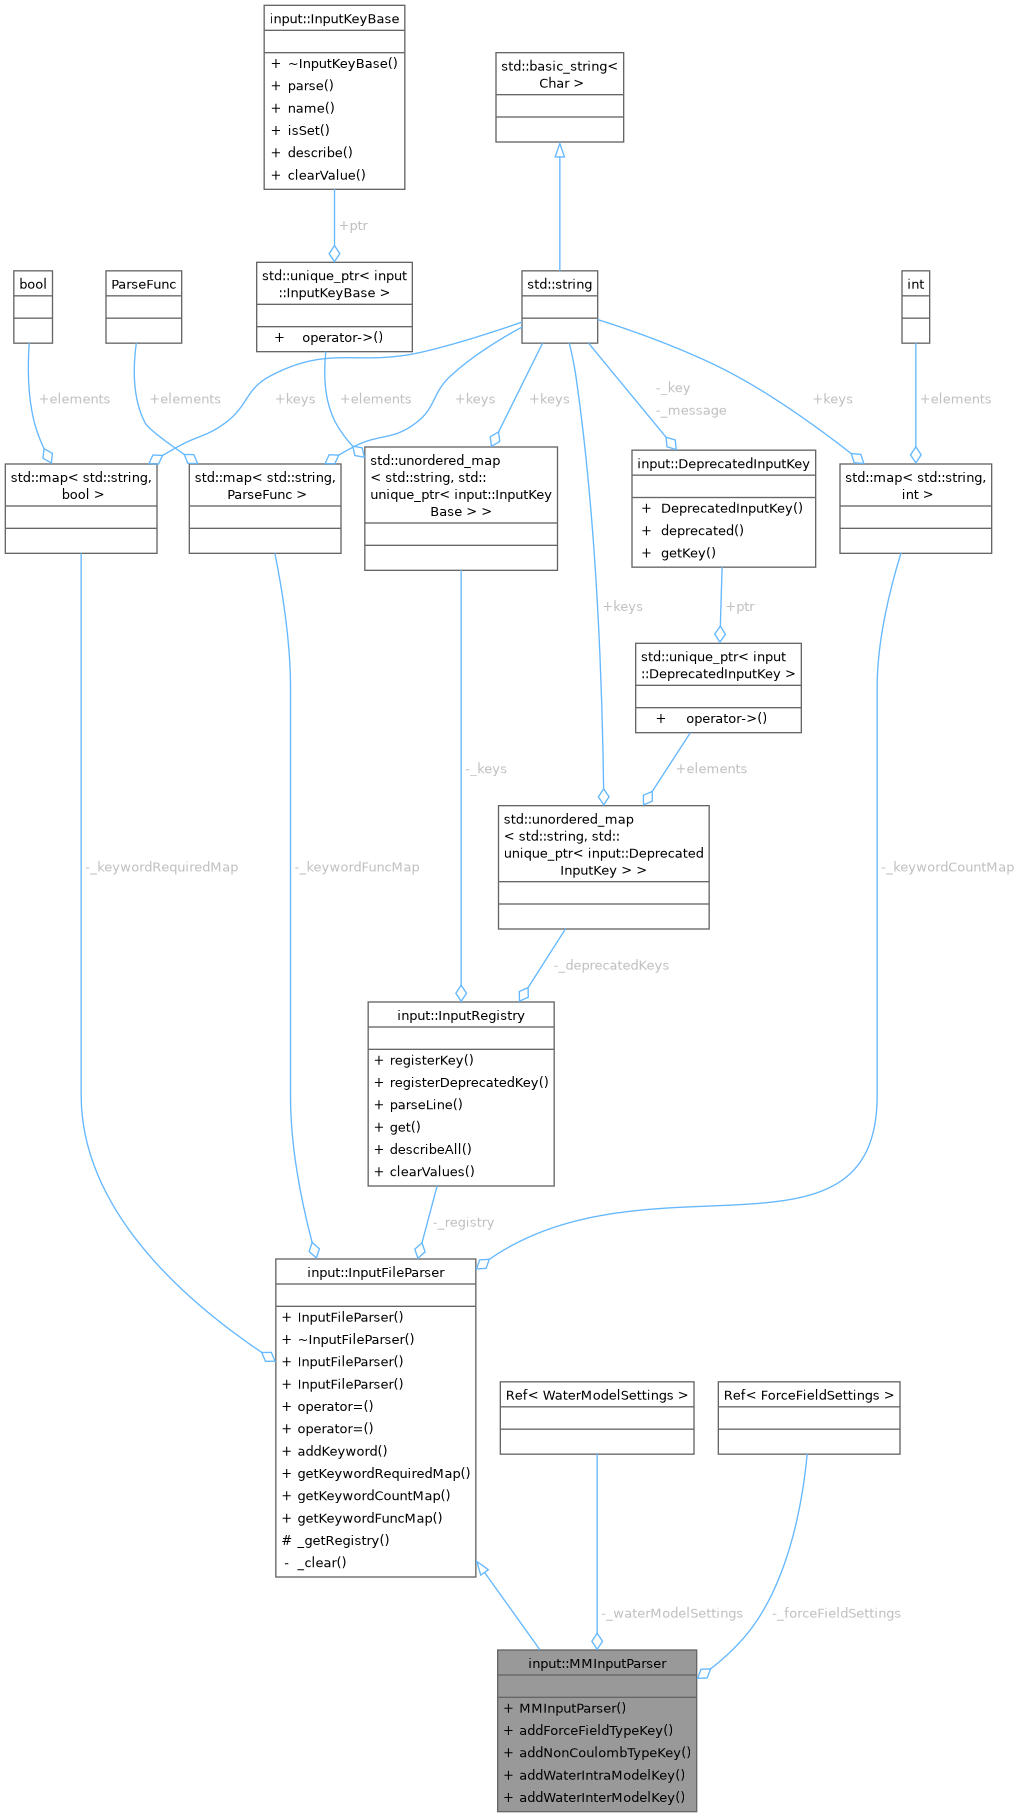 input::InputKeyBase
+ ~InputKeyBase()
+ parse()
+ name()
+ isSet()
+ describe()
+ clearValue()
std::basic_string<
Char >
+ptr
bool
ParseFunc
std::unique_ptr< input
::InputKeyBase >
+ operator->()
std::string
int
+elements
+elements
+keys
+elements
+keys
+keys
-_key
-_message
+keys
+elements
std::map< std::string,
bool >
std::map< std::string,
ParseFunc >
std::unordered_map
< std::string, std::
unique_ptr< input::InputKey
Base > >
input::DeprecatedInputKey
+ DeprecatedInputKey()
+ deprecated()
+ getKey()
std::map< std::string,
int >
+keys
+ptr
std::unique_ptr< input
::DeprecatedInputKey >
+ operator->()
-_keys
+elements
std::unordered_map
< std::string, std::
unique_ptr< input::Deprecated
InputKey > >
-_keywordRequiredMap
-_keywordFuncMap
-_keywordCountMap
-_deprecatedKeys
input::InputRegistry
+ registerKey()
+ registerDeprecatedKey()
+ parseLine()
+ get()
+ describeAll()
+ clearValues()
-_registry
input::InputFileParser
+ InputFileParser()
+ ~InputFileParser()
+ InputFileParser()
+ InputFileParser()
+ operator=()
+ operator=()
+ addKeyword()
+ getKeywordRequiredMap()
+ getKeywordCountMap()
+ getKeywordFuncMap()
# _getRegistry()
- _clear()
Ref< WaterModelSettings >
Ref< ForceFieldSettings >
-_waterModelSettings
-_forceFieldSettings
input::MMInputParser
+ MMInputParser()
+ addForceFieldTypeKey()
+ addNonCoulombTypeKey()
+ addWaterIntraModelKey()
+ addWaterInterModelKey()